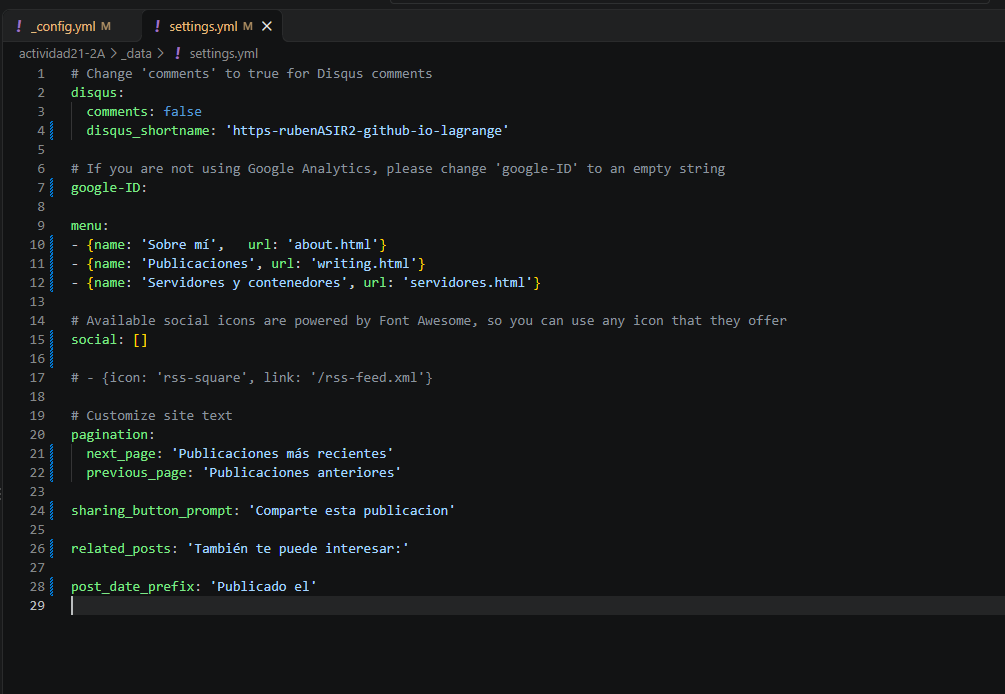 ! _config.yml M ! settings.yml M ×
actividad21-2A > _data > ! settings.yml
1 # Change 'comments' to true for Disqus comments
2 disqus:
3 comments: false
4 disqus_shortname: 'https-rubenASIR2-github-io-lagrange'
5
6 # If you are not using Google Analytics, please change 'google-ID' to an empty string
7 google-ID:
8
9 menu:
10 - {name: 'Sobre mí',   url: 'about.html'}
11 - {name: 'Publicaciones', url: 'writing.html'}
12 - {name: 'Servidores y contenedores', url: 'servidores.html'}
13
14 # Available social icons are powered by Font Awesome, so you can use any icon that they offer
15 social: []
16
17 # - {icon: 'rss-square', link: '/rss-feed.xml'}
18
19 # Customize site text
20 pagination:
21 next_page: 'Publicaciones más recientes'
22 previous_page: 'Publicaciones anteriores'
23
24 sharing_button_prompt: 'Comparte esta publicacion'
25
26 related_posts: 'También te puede interesar:'
27
28 post_date_prefix: 'Publicado el'
29